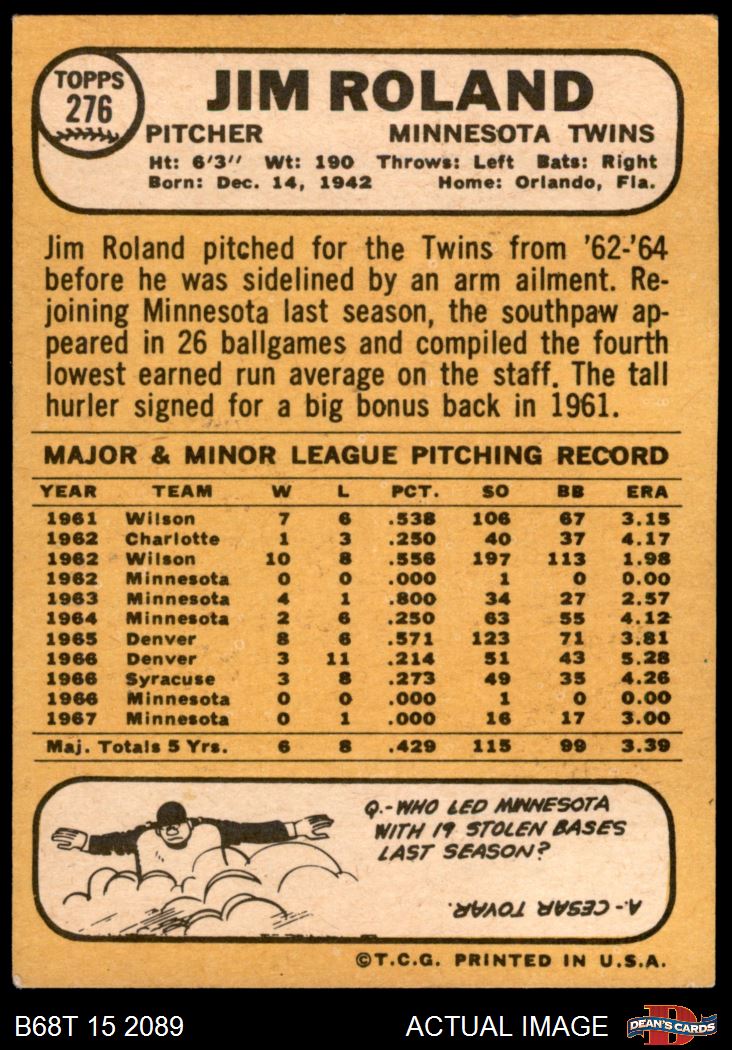 TOPPS
276
JIM ROLAND
PITCHER MINNESOTA TWINS
Ht: 6'3" Wt: 190 Throws: Left Bats: Right
Born: Dec. 14, 1942 Home: Orlando, Fla.
Jim Roland pitched for the Twins from '62-'64
before he was sidelined by an arm ailment. Re-
joining Minnesota last season, the southpaw ap-
peared in 26 ballgames and compiled the fourth
lowest earned run average on the staff. The tall
hurler signed for a big bonus back in 1961.
MAJOR & MINOR LEAGUE PITCHING RECORD
YEAR TEAM W L PCT. SO BB ERA
1961 Wilson 7 6 .538 106 67 3.15
1962 Charlotte 1 3 .250 40 37 4.17
1962 Wilson 10 8 .556 197 113 1.98
1962 Minnesota 0 0 .000 1 0 0.00
1963 Minnesota 4 1 .800 34 27 2.57
1964 Minnesota 2 6 .250 63 55 4.12
1965 Denver 8 6 .571 123 71 3.81
1966 Denver 3 11 .214 51 43 5.28
1966 Syracuse 3 8 .273 49 35 4.26
1966 Minnesota 0 0 .000 1 0 0.00
1967 Minnesota 0 1 .000 16 17 3.00
Maj. Totals 5 Yrs. 6 8 .429 115 99 3.39
Q.-WHO LED MINNESOTA
WITH 19 STOLEN BASES
LAST SEASON?
A.-CESAR TOVAR.
©T.C.G. PRINTED IN U.S.A.
B68T 15 2089 ACTUAL IMAGE D DEAN'S CARDS